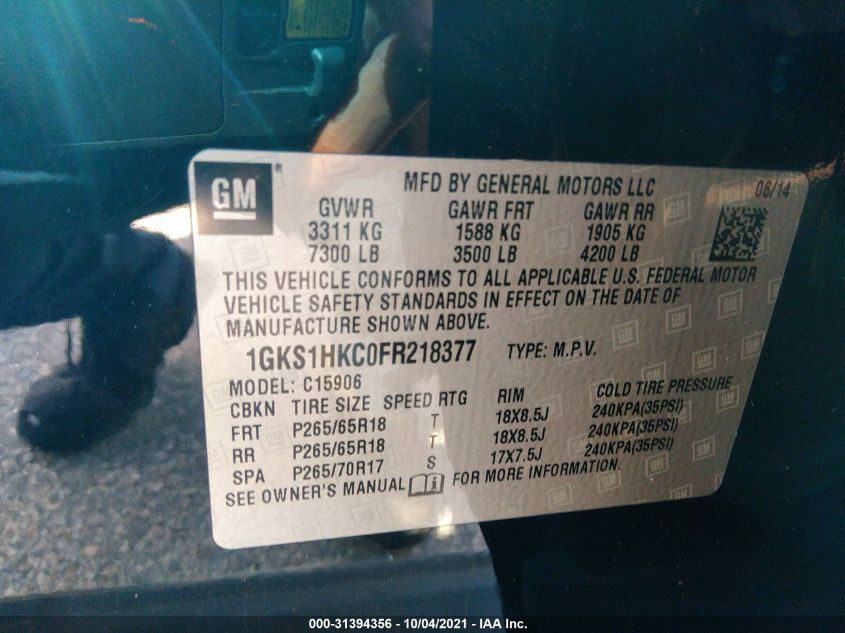 GM ®
MFD BY GENERAL MOTORS LLC 06/14
GVWR GAWR FRT GAWR RR
3311 KG 1588 KG 1905 KG
7300 LB 3500 LB 4200 LB
THIS VEHICLE CONFORMS TO ALL APPLICABLE U.S. FEDERAL MOTOR
VEHICLE SAFETY STANDARDS IN EFFECT ON THE DATE OF
MANUFACTURE SHOWN ABOVE.
1GKS1HKC0FR218377 TYPE: M.P.V.
MODEL: C15906
CBKN TIRE SIZE SPEED RTG RIM COLD TIRE PRESSURE
FRT P265/65R18 T 18X8.5J 240KPA(35PSI)
RR P265/65R18 T 18X8.5J 240KPA(35PSI)
SPA P265/70R17 S 17X7.5J 240KPA(35PSI)
SEE OWNER'S MANUAL FOR MORE INFORMATION.
000-31394356 - 10/04/2021 - IAA Inc.